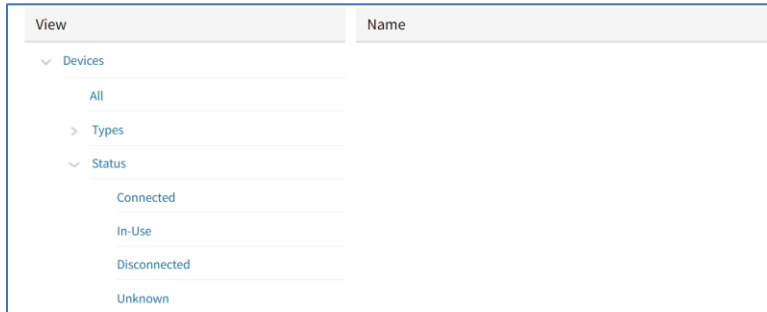 View
Name
Devices
All
Types
Status
Connected
In-Use
Disconnected
Unknown